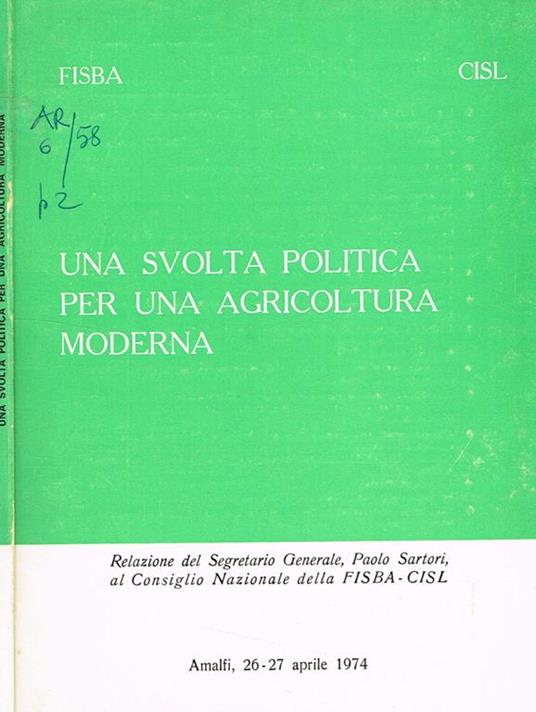 FISBA CISL
AR
6/58
p2
UNA SVOLTA POLITICA
PER UNA AGRICOLTURA
MODERNA
Relazione del Segretario Generale, Paolo Sartori,
al Consiglio Nazionale della FISBA-CISL
Amalfi, 26-27 aprile 1974
UNA SVOLTA POLITICA PER UNA AGRICOLTURA MODERNA